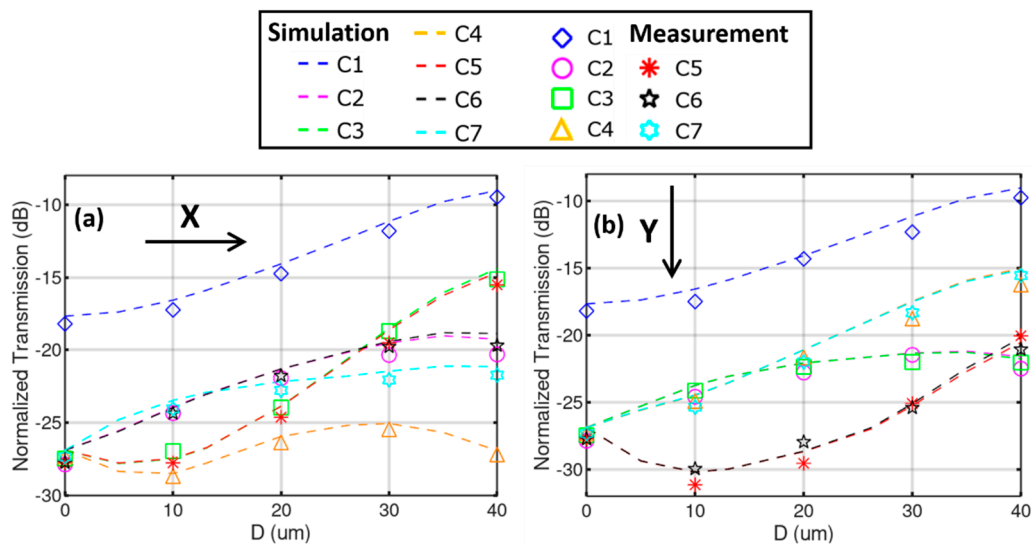 Simulation
C1
C2
C3
C4
C5
C6
C7
C1
C2
C3
C4
Measurement
C5
C6
C7
(a)
X
Normalized Transmission (dB)
-10
-15
-20
-25
-30
0
10
20
30
40
D (um)
(b)
Y
Normalized Transmission (dB)
-10
-15
-20
-25
-30
0
10
20
30
40
D (um)